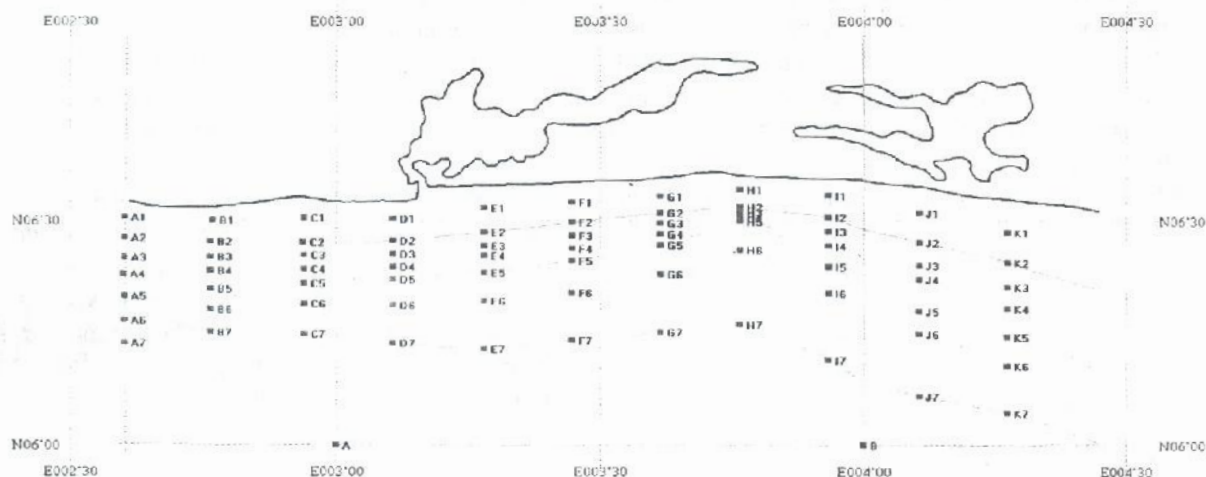 E002°30 E003°00 E003°30 E004°00 E004°30
H1
G1 I1
F1
E1 H2
A1 B1 C1 D1 G2 I2 J1
N06°30 N06°30
F2 G3 H5
A2 B2 C2 D2 E2 F3 G4 I3 K1
E3 G5 I4 J2
A3 B3 C3 D3 E4 F4 H6
A4 B4 C4 D4 E5 F5 G6 I5 J3 K2
B5 C5 D5 J4 K3
A5 C6 D6 E6 F6 I6
A6 B6 J5 K4
B7 C7 G7 H7 J6 K5
A7 D7 E7 F7
I7 K6
J7
K7
N06°00 A B N06°00
E002°30 E003°00 E003°30 E004°00 E004°30